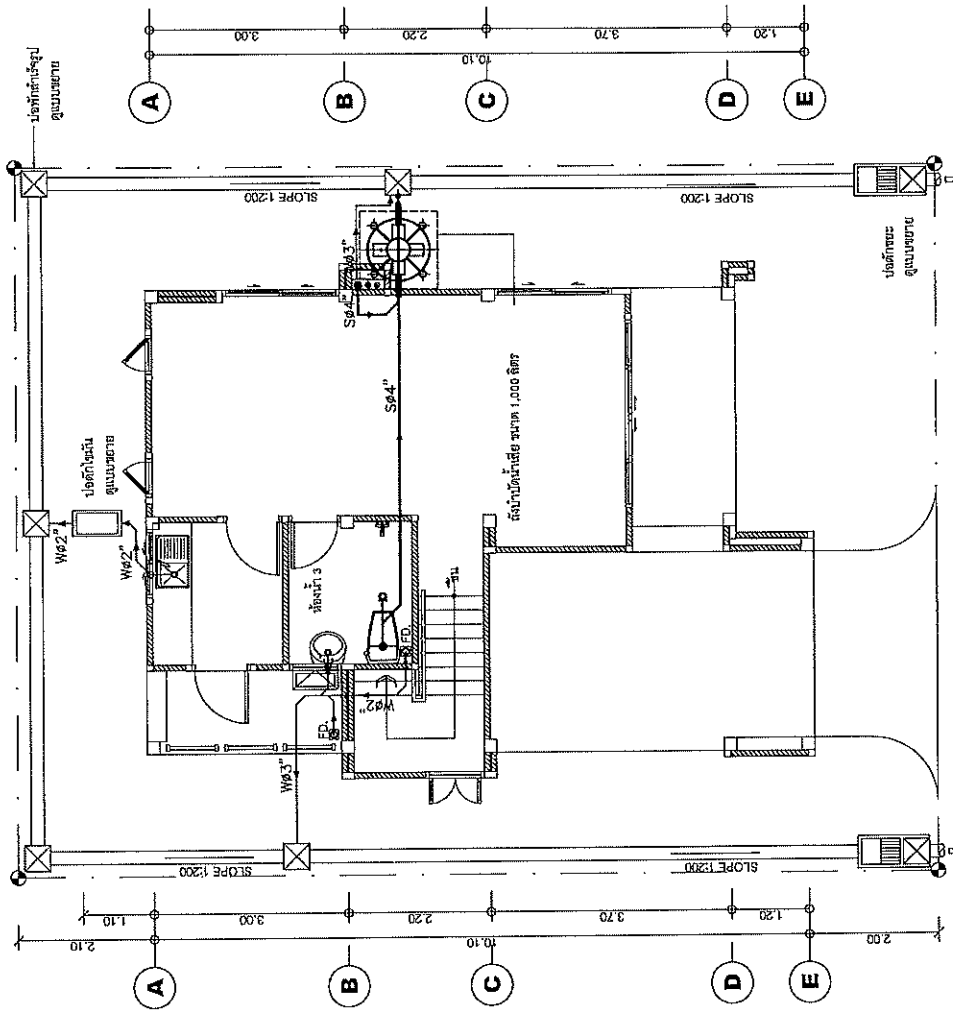 บ่อพักสำเร็จรูป
ดูแบบขยาย
A
3.00
B
2.20
C
3.70
D
1.20
E
10.10
SLOPE 1:200
SLOPE 1:200
บ่อดักขยะ
ดูแบบขยาย
Wø2"
บ่อดักไขมัน
ดูแบบขยาย
Wø2"
Wø3"
Sø4"
Sø4"
ถังบำบัดน้ำเสีย ขนาด 1,000 ลิตร
ห้องน้ำ 3
FD.
ขึ้น
Wø2"
FD.
Wø3"
SLOPE 1:200
SLOPE 1:200
1.10
3.00
2.20
3.70
1.20
2.10
10.10
2.00
A
B
C
D
E